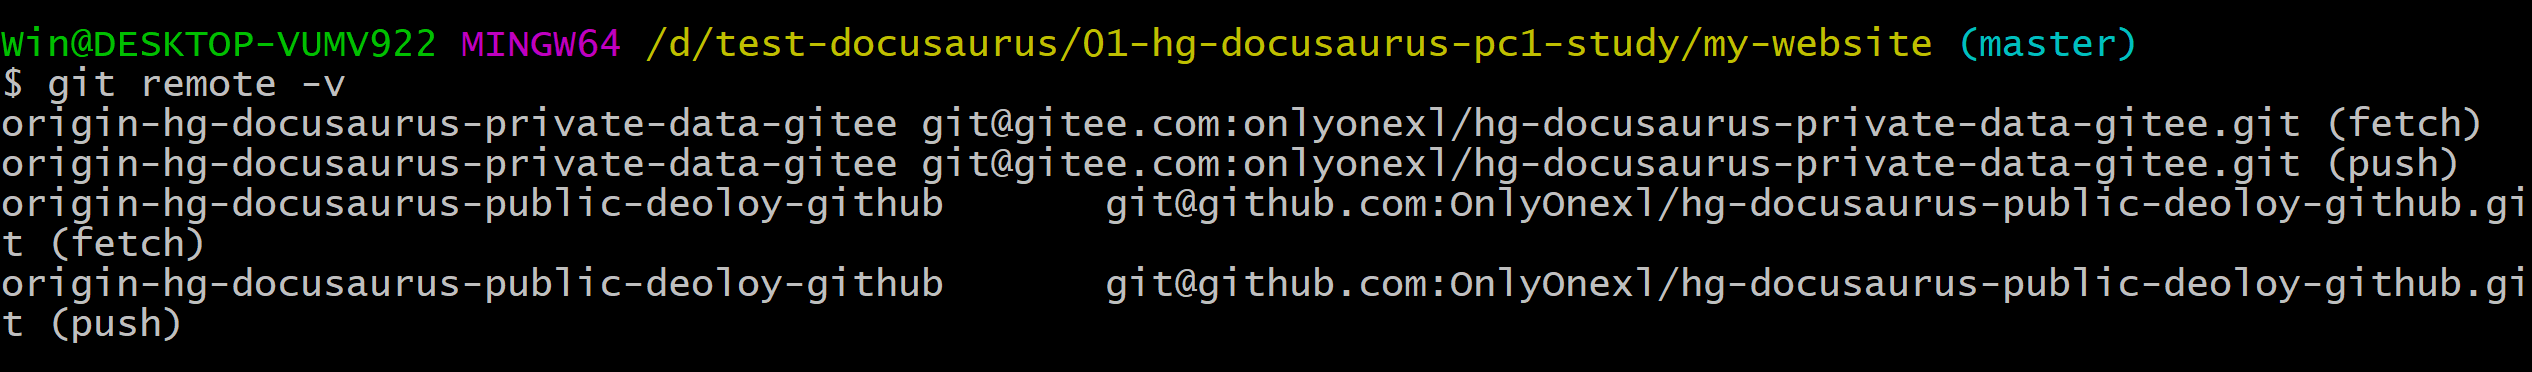 Win@DESKTOP-VUMV922 MINGW64 /d/test-docusaurus/01-hg-docusaurus-pc1-study/my-website (master)
$ git remote -v
origin-hg-docusaurus-private-data-gitee git@gitee.com:onlyonexl/hg-docusaurus-private-data-gitee.git (fetch)
origin-hg-docusaurus-private-data-gitee git@gitee.com:onlyonexl/hg-docusaurus-private-data-gitee.git (push)
origin-hg-docusaurus-public-deoloy-github       git@github.com:OnlyOnexl/hg-docusaurus-public-deoloy-github.gi
t (fetch)
origin-hg-docusaurus-public-deoloy-github       git@github.com:OnlyOnexl/hg-docusaurus-public-deoloy-github.gi
t (push)